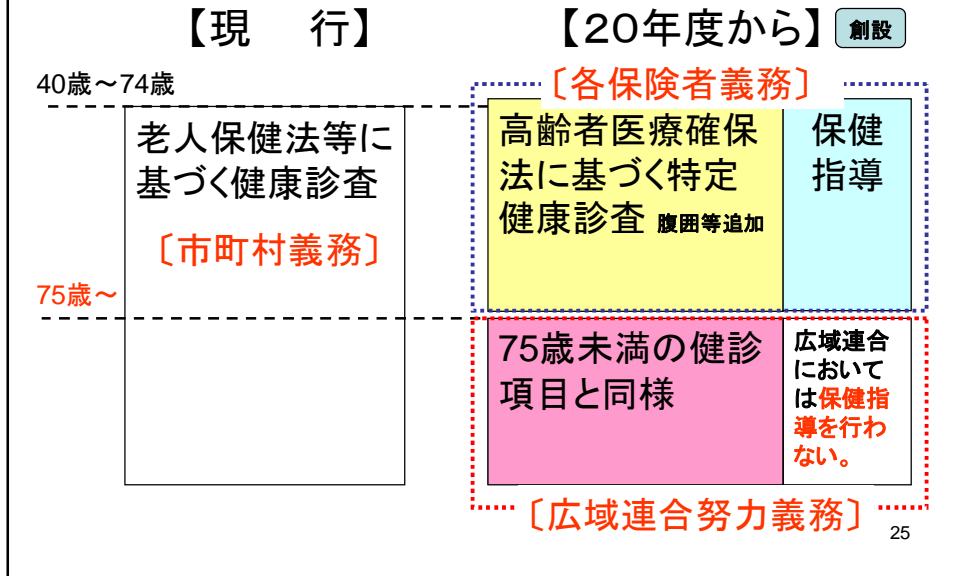 【現　行】
【20年度から】 創設
40歳～74歳
〔各保険者義務〕
老人保健法等に
基づく健康診査
〔市町村義務〕
高齢者医療確保
法に基づく特定
健康診査 腹囲等追加
保健
指導
75歳～
75歳未満の健診
項目と同様
広域連合
において
は保健指
導を行わ
ない。
〔広域連合努力義務〕
25